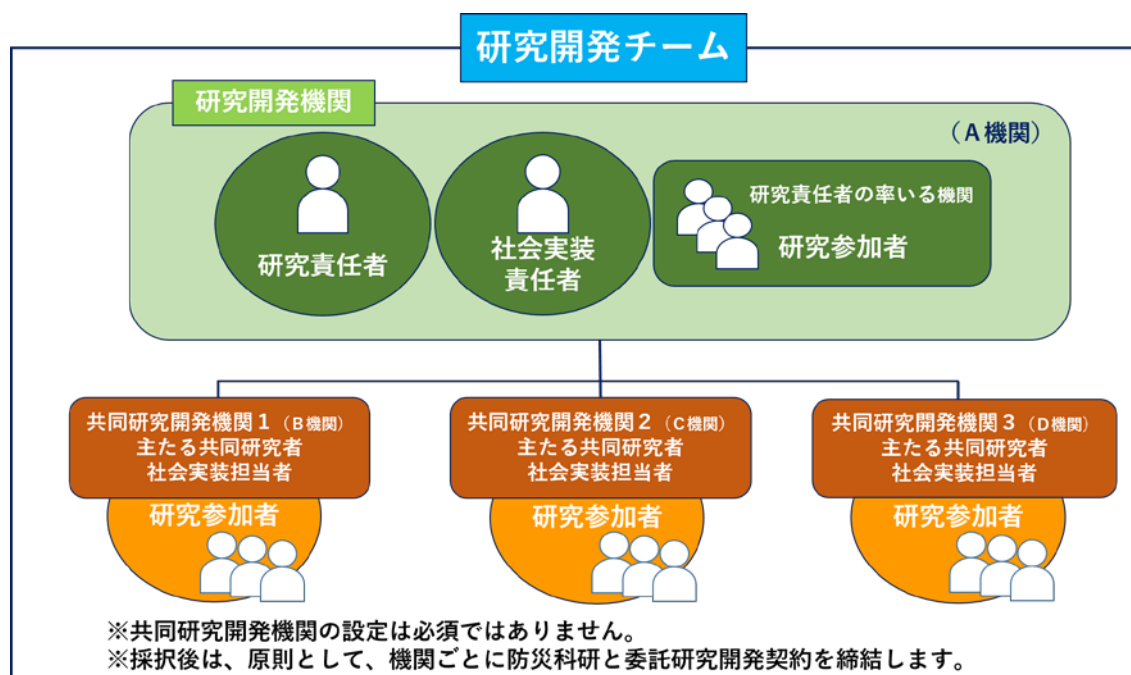 研究開発チーム
研究開発機関
（A機関）
研究責任者
社会実装
責任者
研究責任者の率いる機関
研究参加者
共同研究開発機関１（B機関）
主たる共同研究者
社会実装担当者
研究参加者
共同研究開発機関２（C機関）
主たる共同研究者
社会実装担当者
研究参加者
共同研究開発機関３（D機関）
主たる共同研究者
社会実装担当者
研究参加者
※共同研究開発機関の設定は必須ではありません。
※採択後は、原則として、機関ごとに防災科研と委託研究開発契約を締結します。